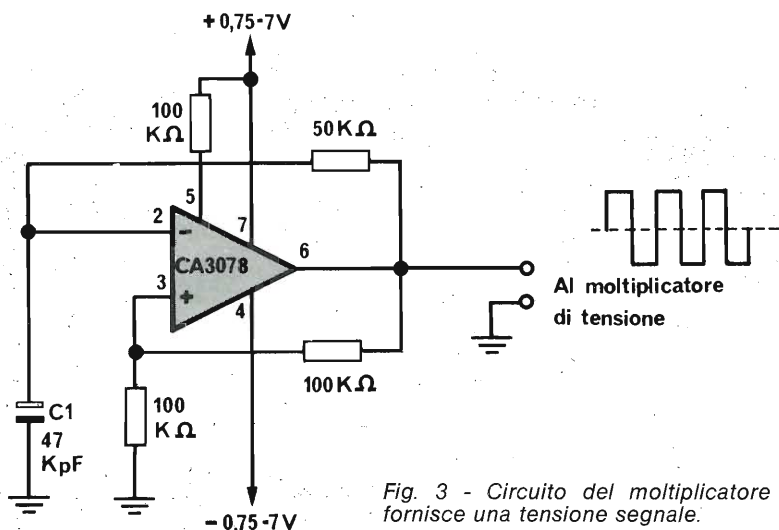 + 0,75-7V
100
KΩ
50KΩ
5
2
7
-
6
CA3078
3
+
4
Al moltiplicatore
di tensione
100KΩ
C1
47
KpF
100
KΩ
- 0,75-7V
Fig. 3 - Circuito del moltiplicatore
fornisce una tensione segnale.